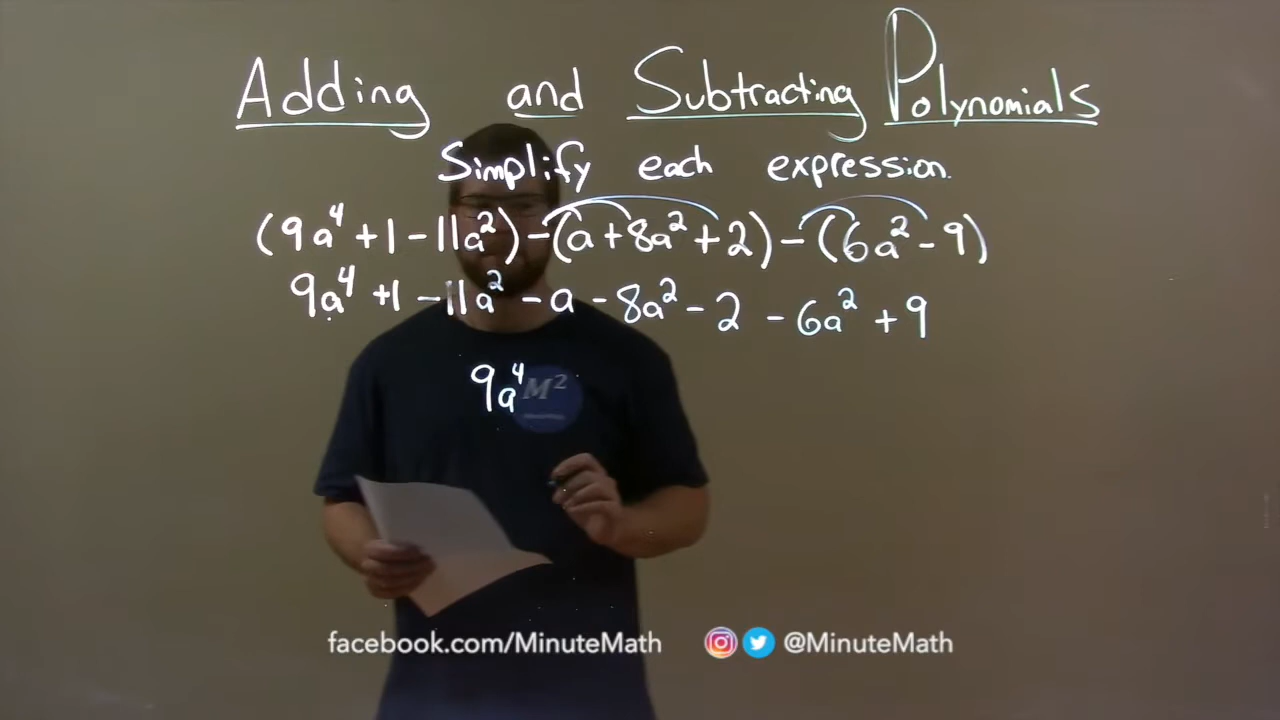 Adding and Subtracting Polynomials
Simplify each expression.
(9a⁴ +1 -11a²) -(a+8a²+2) -(6a²-9)
9a⁴ +1 -11a² -a -8a² -2 -6a² +9
9a⁴
M²
facebook.com/MinuteMath @MinuteMath